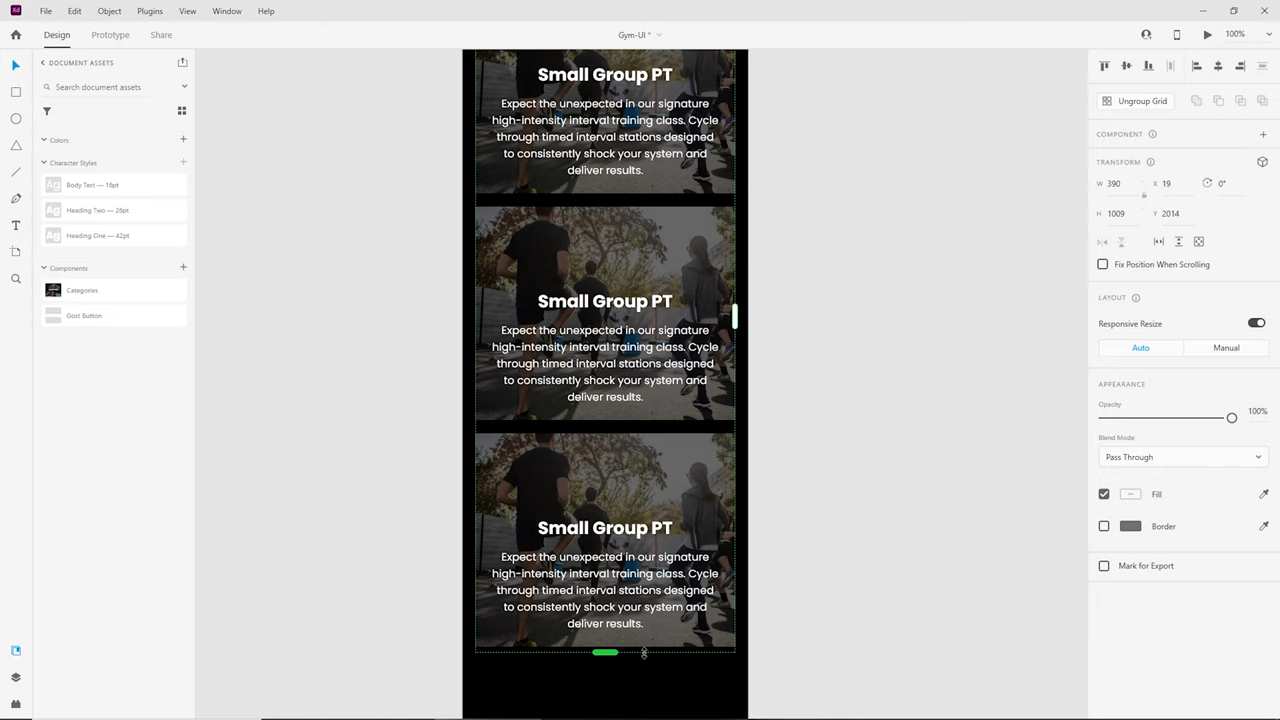 Xd File Edit Object Plugins View Window Help
Design Prototype Share
Gym-UI *
100%
DOCUMENT ASSETS
Search document assets
Colors
Character Styles
Ag Body Text — 16pt
Ag Heading Two — 26pt
Ag Heading One — 42pt
Components
Categories
Gost Button
Small Group PT
Expect the unexpected in our signature
high-intensity interval training class. Cycle
through timed interval stations designed
to consistently shock your system and
deliver results.
Small Group PT
Expect the unexpected in our signature
high-intensity interval training class. Cycle
through timed interval stations designed
to consistently shock your system and
deliver results.
Small Group PT
Expect the unexpected in our signature
high-intensity interval training class. Cycle
through timed interval stations designed
to consistently shock your system and
deliver results.
Ungroup Grid
COMPONENT
TRANSFORM
W 390 X 19 0°
H 1009 Y 2014
Fix Position When Scrolling
LAYOUT
Responsive Resize
Auto Manual
APPEARANCE
Opacity
100%
Blend Mode
Pass Through
Fill
Border
Mark for Export